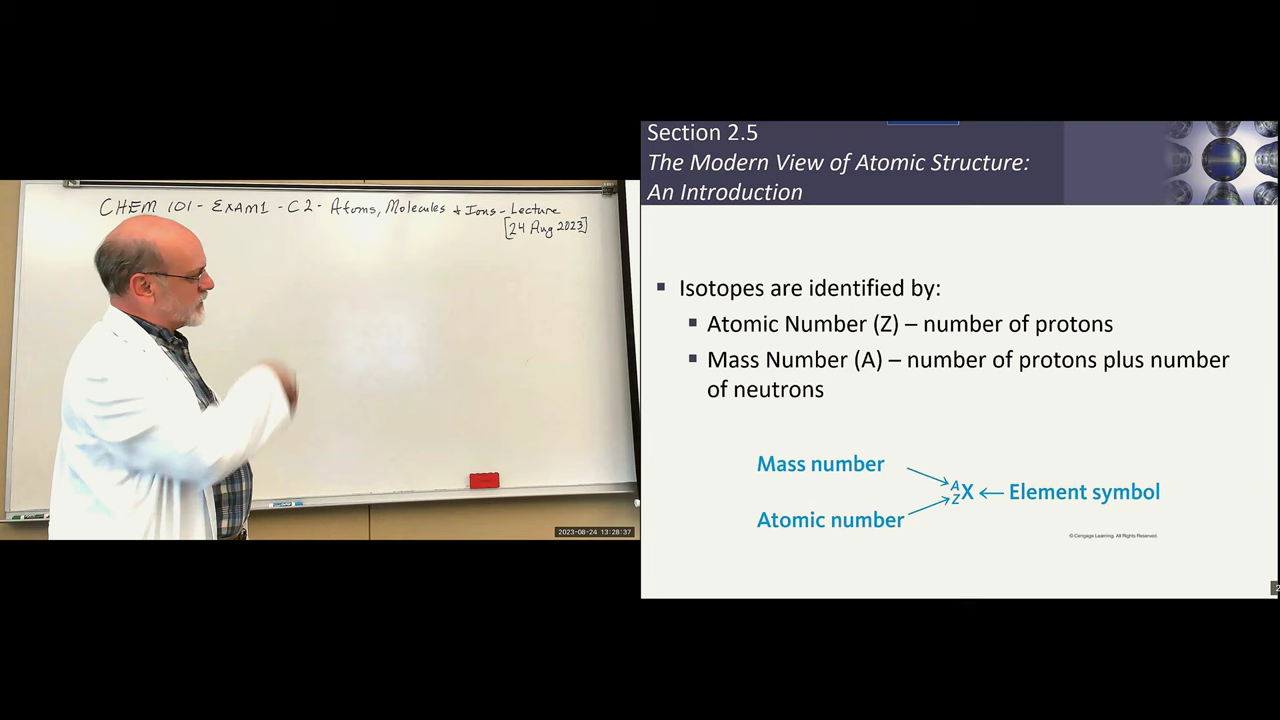 CHEM 101 - EXAM1 - C2 - Atoms, Molecules & Ions - Lecture
[24 Aug 2023]
2023-08-24 13:28:37
Section 2.5
The Modern View of Atomic Structure:
An Introduction
▪ Isotopes are identified by:
▪ Atomic Number (Z) – number of protons
▪ Mass Number (A) – number of protons plus number
of neutrons
Mass number
A
Z
X ← Element symbol
Atomic number
© Cengage Learning. All Rights Reserved.
2